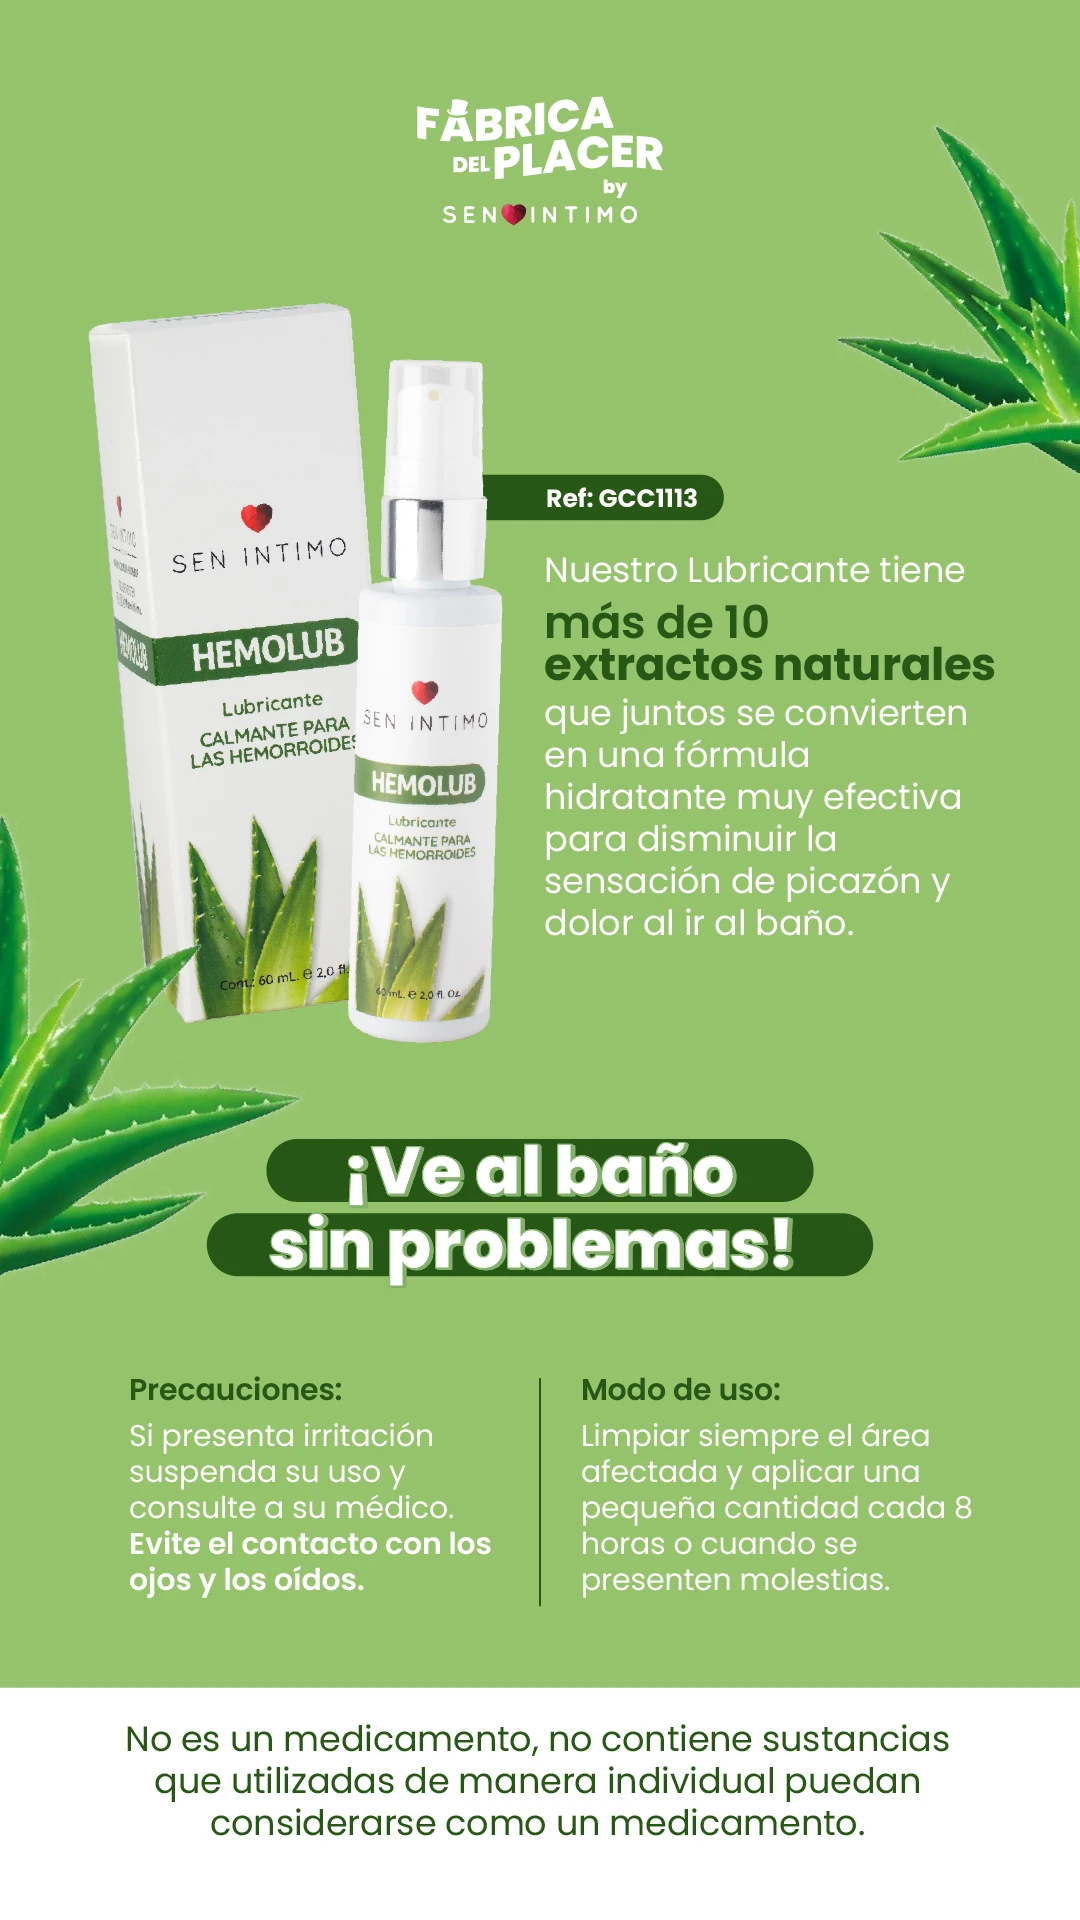 FÁBRICA
DEL PLACER
by
SEN INTIMO
SEN INTIMO
HEMOLUB
HEMOLUB
Lubricante
CALMANTE PARA
LAS HEMORROIDES
Cont.: 60 mL. e 2,0 fl.
SEN INTIMO
HEMOLUB
Lubricante
CALMANTE PARA
LAS HEMORROIDES
60 mL. e 2,0 fl. Oz.
Ref: GCC1113
Nuestro Lubricante tiene
más de 10
extractos naturales
que juntos se convierten
en una fórmula
hidratante muy efectiva
para disminuir la
sensación de picazón y
dolor al ir al baño.
¡Ve al baño
sin problemas!
Precauciones:
Si presenta irritación
suspenda su uso y
consulte a su médico.
Evite el contacto con los
ojos y los oídos.
Modo de uso:
Limpiar siempre el área
afectada y aplicar una
pequeña cantidad cada 8
horas o cuando se
presenten molestias.
No es un medicamento, no contiene sustancias
que utilizadas de manera individual puedan
considerarse como un medicamento.